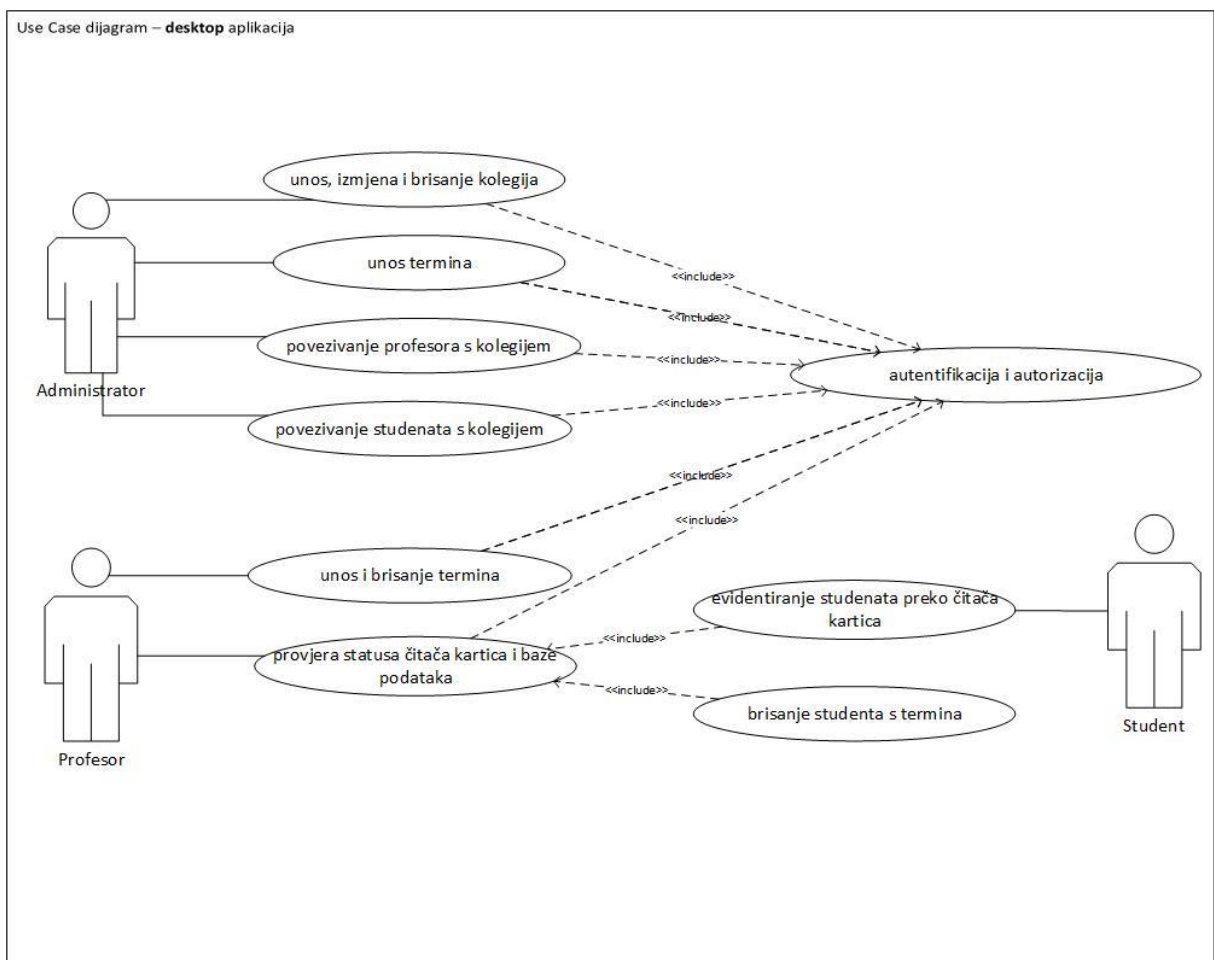 Use Case dijagram – desktop aplikacija
unos, izmjena i brisanje kolegija
unos termina
<<include>>
<<include>>
povezivanje profesora s kolegijem
<<include>>
autentifikacija i autorizacija
Administrator
<<include>>
povezivanje studenata s kolegijem
<<include>>
<<include>>
unos i brisanje termina
evidentiranje studenata preko čitača
kartica
<<include>>
provjera statusa čitača kartica i baze
podataka
<<include>>
brisanje studenta s termina
Student
Profesor